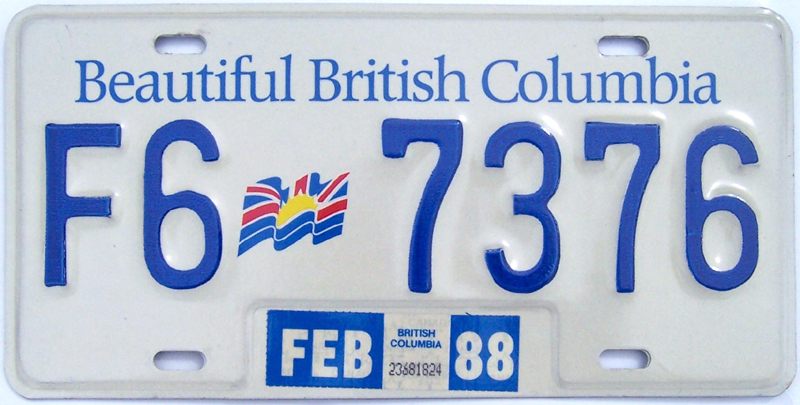 Beautiful British Columbia
F6 7376
FEB BRITISH COLUMBIA 23681824 88